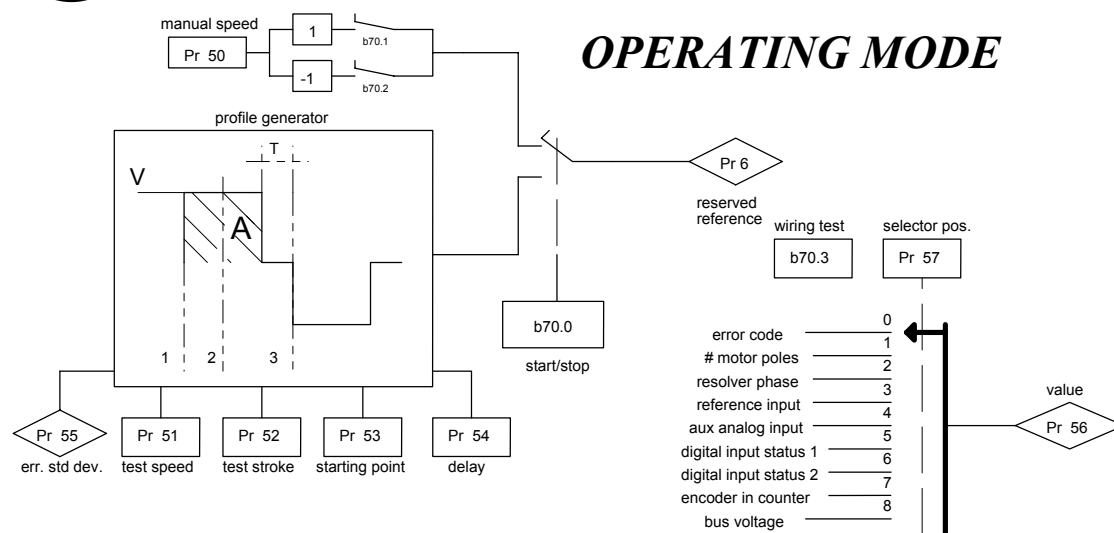 OPERATING MODE
manual speed
Pr 50
1
b70.1
-1
b70.2
profile generator
T
V
A
1
2
3
Pr 6
reserved
reference
b70.0
start/stop
Pr 55
err. std dev.
Pr 51
test speed
Pr 52
test stroke
Pr 53
starting point
Pr 54
delay
wiring test
b70.3
selector pos.
Pr 57
0
error code
1
# motor poles
2
resolver phase
3
reference input
4
aux analog input
5
digital input status 1
6
digital input status 2
7
encoder in counter
8
bus voltage
value
Pr 56